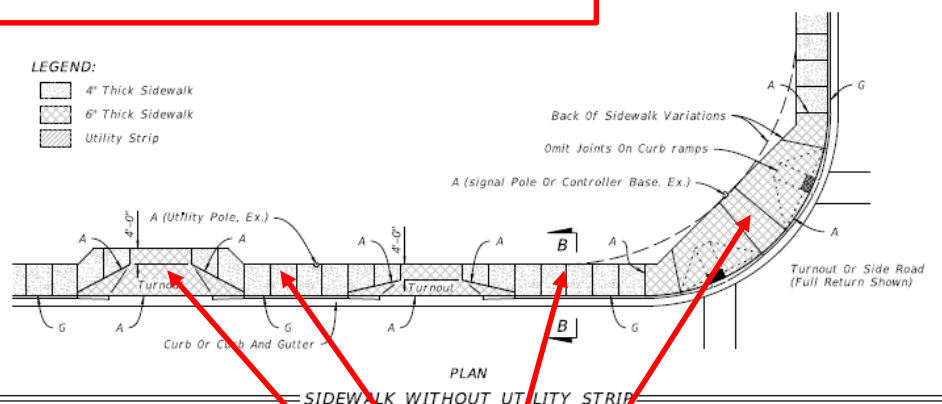 LEGEND:
4" Thick Sidewalk
6" Thick Sidewalk
Utility Strip
A
G
Back Of Sidewalk Variations
Omit Joints On Curb ramps
A (signal Pole Or Controller Base, Ex.)
A (Utility Pole, Ex.)
4'-0"
4'-0"
B
A
A
A
A
A
A
Turnout
Turnout
Turnout Or Side Road
(Full Return Shown)
G
A
G
A
B
G
Curb Or Curb And Gutter
PLAN
SIDEWALK WITHOUT UTILITY STRIP